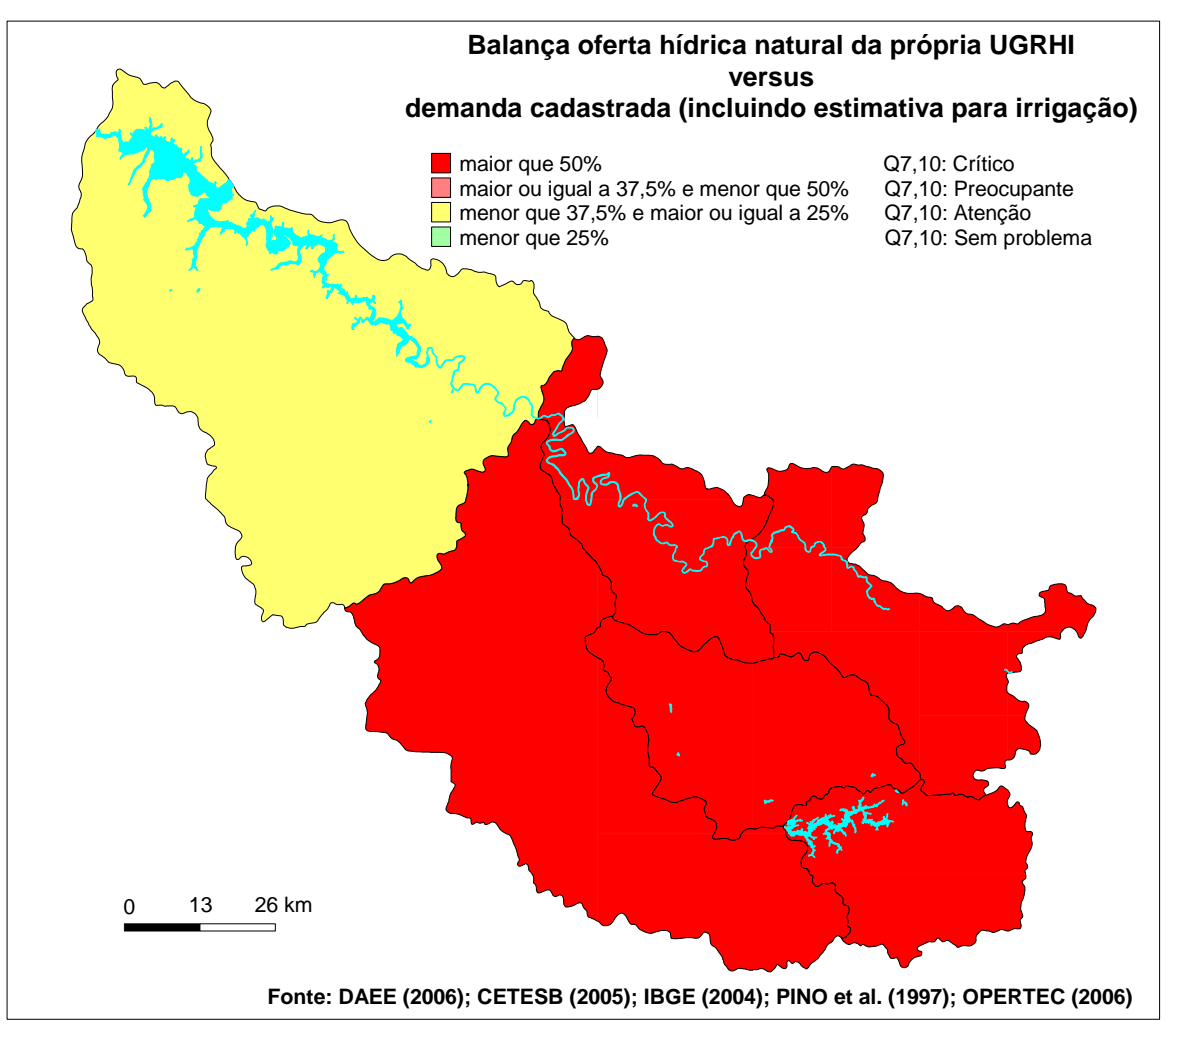 Balança oferta hídrica natural da própria UGRHI
versus
demanda cadastrada (incluindo estimativa para irrigação)
maior que 50% Q7,10: Crítico
maior ou igual a 37,5% e menor que 50% Q7,10: Preocupante
menor que 37,5% e maior ou igual a 25% Q7,10: Atenção
menor que 25% Q7,10: Sem problema
0 13 26 km
Fonte: DAEE (2006); CETESB (2005); IBGE (2004); PINO et al. (1997); OPERTEC (2006)